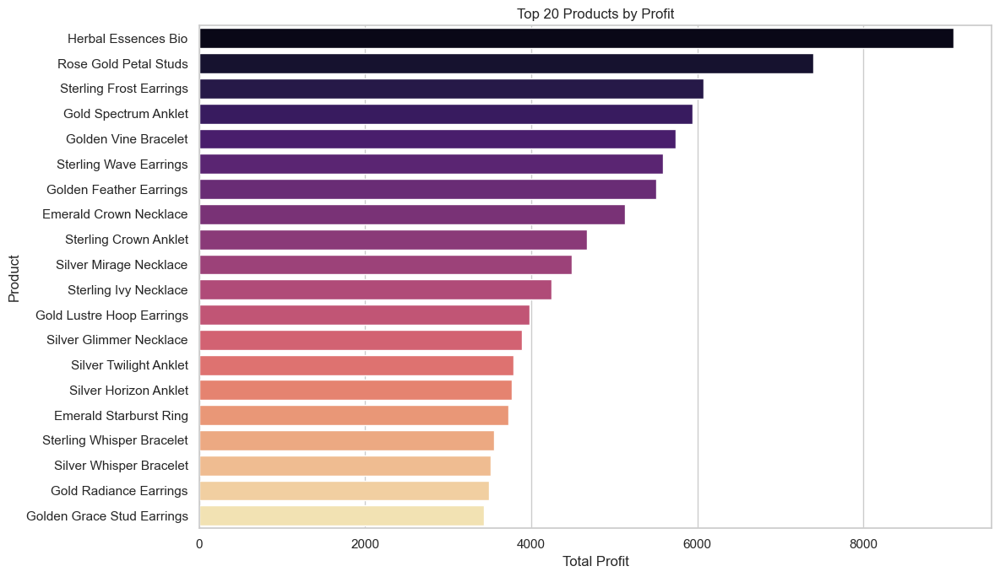 Top 20 Products by Profit
Herbal Essences Bio
Rose Gold Petal Studs
Sterling Frost Earrings
Gold Spectrum Anklet
Golden Vine Bracelet
Sterling Wave Earrings
Golden Feather Earrings
Emerald Crown Necklace
Sterling Crown Anklet
Silver Mirage Necklace
Sterling Ivy Necklace
Gold Lustre Hoop Earrings
Silver Glimmer Necklace
Silver Twilight Anklet
Silver Horizon Anklet
Emerald Starburst Ring
Sterling Whisper Bracelet
Silver Whisper Bracelet
Gold Radiance Earrings
Golden Grace Stud Earrings
Product
0 2000 4000 6000 8000
Total Profit